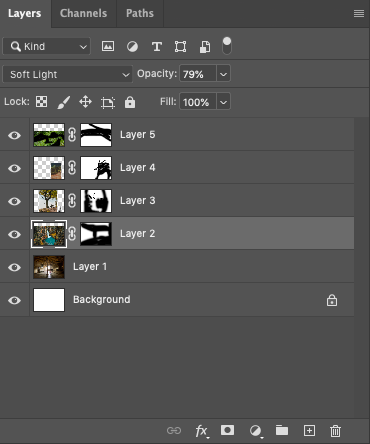 Layers Channels Paths
Kind T
Soft Light Opacity: 79%
Lock: Fill: 100%
Layer 5
Layer 4
Layer 3
Layer 2
Layer 1
Background
fx